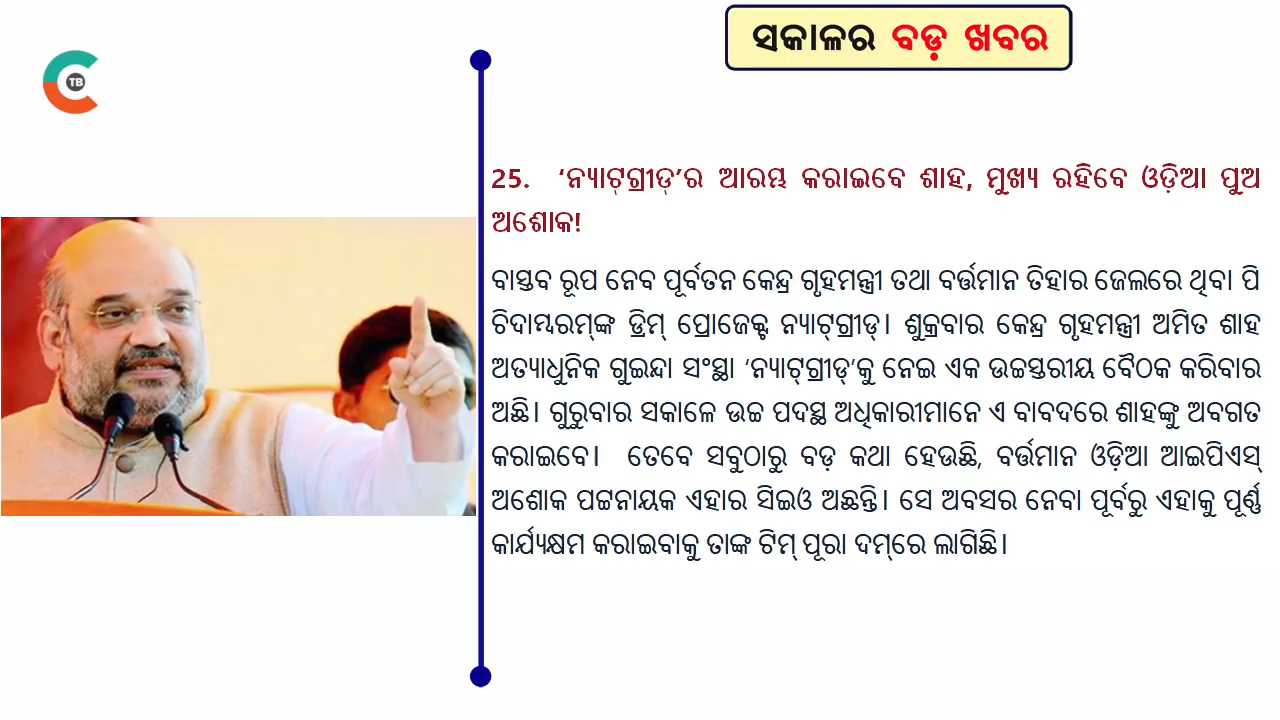 TB
ସକାଳର ବଡ଼ ଖବର
25. ‘ନ୍ୟାଟ୍‌ଗ୍ରୀଡ୍’ର ଆରମ୍ଭ କରାଇବେ ଶାହ, ମୁଖ୍ୟ ରହିବେ ଓଡ଼ିଆ ପୁଅ
ଅଶୋକ!
ବାସ୍ତବ ରୂପ ନେବ ପୂର୍ବତନ କେନ୍ଦ୍ର ଗୃହମନ୍ତ୍ରୀ ତଥା ବର୍ତ୍ତମାନ ତିହାର ଜେଲରେ ଥିବା ପି
ଚିଦାମ୍ଭରମ୍‌ଙ୍କ ଡ୍ରିମ୍ ପ୍ରୋଜେକ୍ଟ ନ୍ୟାଟ୍‌ଗ୍ରୀଡ୍। ଶୁକ୍ରବାର କେନ୍ଦ୍ର ଗୃହମନ୍ତ୍ରୀ ଅମିତ ଶାହ
ଅତ୍ୟାଧୁନିକ ଗୁଇନ୍ଦା ସଂସ୍ଥା ‘ନ୍ୟାଟ୍‌ଗ୍ରୀଡ୍‌’କୁ ନେଇ ଏକ ଉଚ୍ଚସ୍ତରୀୟ ବୈଠକ କରିବାର
ଅଛି। ଗୁରୁବାର ସକାଳେ ଉଚ୍ଚ ପଦସ୍ଥ ଅଧିକାରୀମାନେ ଏ ବାବଦରେ ଶାହଙ୍କୁ ଅବଗତ
କରାଇବେ। ତେବେ ସବୁଠାରୁ ବଡ଼ କଥା ହେଉଛି, ବର୍ତ୍ତମାନ ଓଡ଼ିଆ ଆଇପିଏସ୍
ଅଶୋକ ପଟ୍ଟନାୟକ ଏହାର ସିଇଓ ଅଛନ୍ତି। ସେ ଅବସର ନେବା ପୂର୍ବରୁ ଏହାକୁ ପୂର୍ଣ୍ଣ
କାର୍ଯ୍ୟକ୍ଷମ କରାଇବାକୁ ତାଙ୍କ ଟିମ୍ ପୂରା ଦମ୍‌ରେ ଲାଗିଛି।